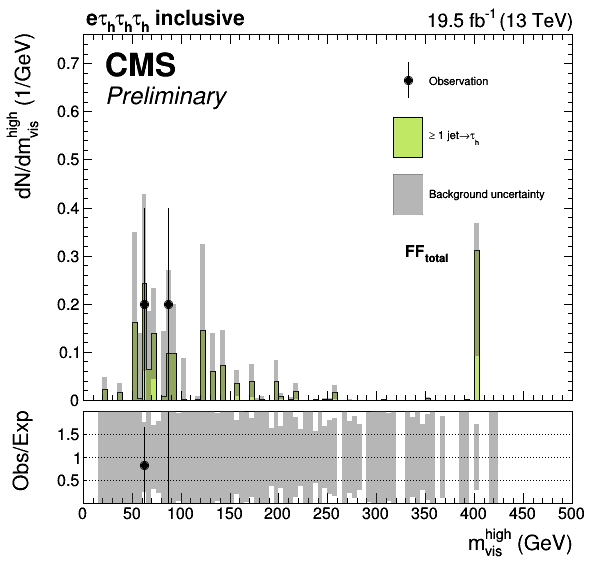 eτhτhτh inclusive
19.5 fb-1 (13 TeV)
CMS
Preliminary
Observation
≥ 1 jet→τh
Background uncertainty
FFtotal
dN/dmvishigh (1/GeV)
0.7
0.6
0.5
0.4
0.3
0.2
0.1
0
Obs/Exp
1.5
1
0.5
0 50 100 150 200 250 300 350 400 450 500
mvishigh (GeV)